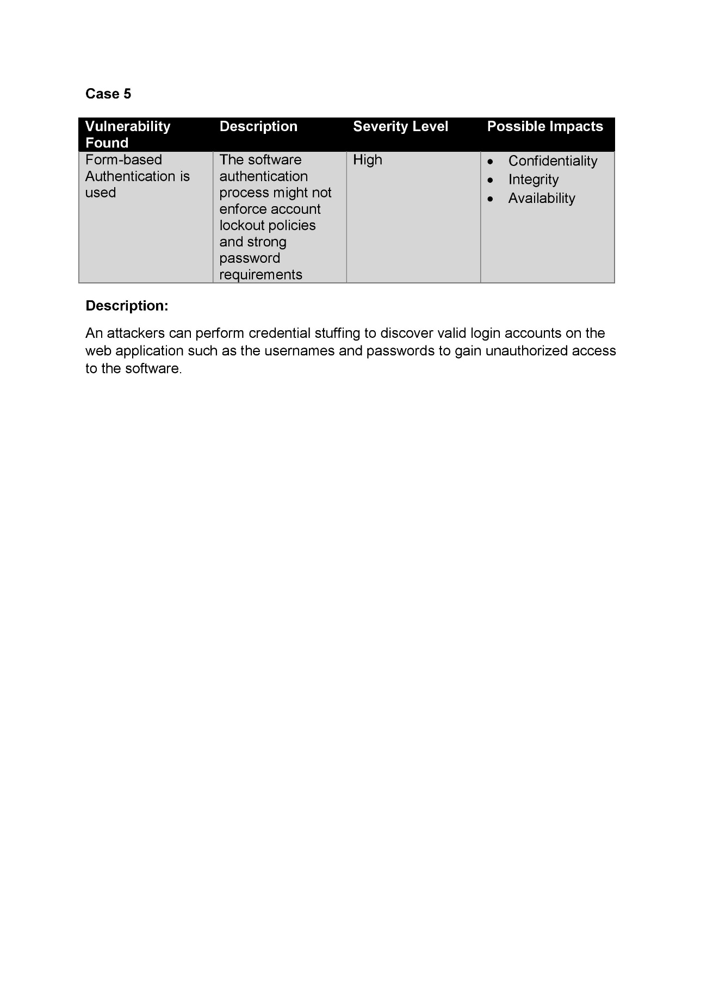 Case 5
Vulnerability Found
Description
Severity Level
Possible Impacts
Form-based
Authentication is
used
The software
authentication
process might not
enforce account
lockout policies
and strong
password
requirements
High
• Confidentiality
• Integrity
• Availability
Description:
An attackers can perform credential stuffing to discover valid login accounts on the
web application such as the usernames and passwords to gain unauthorized access
to the software.